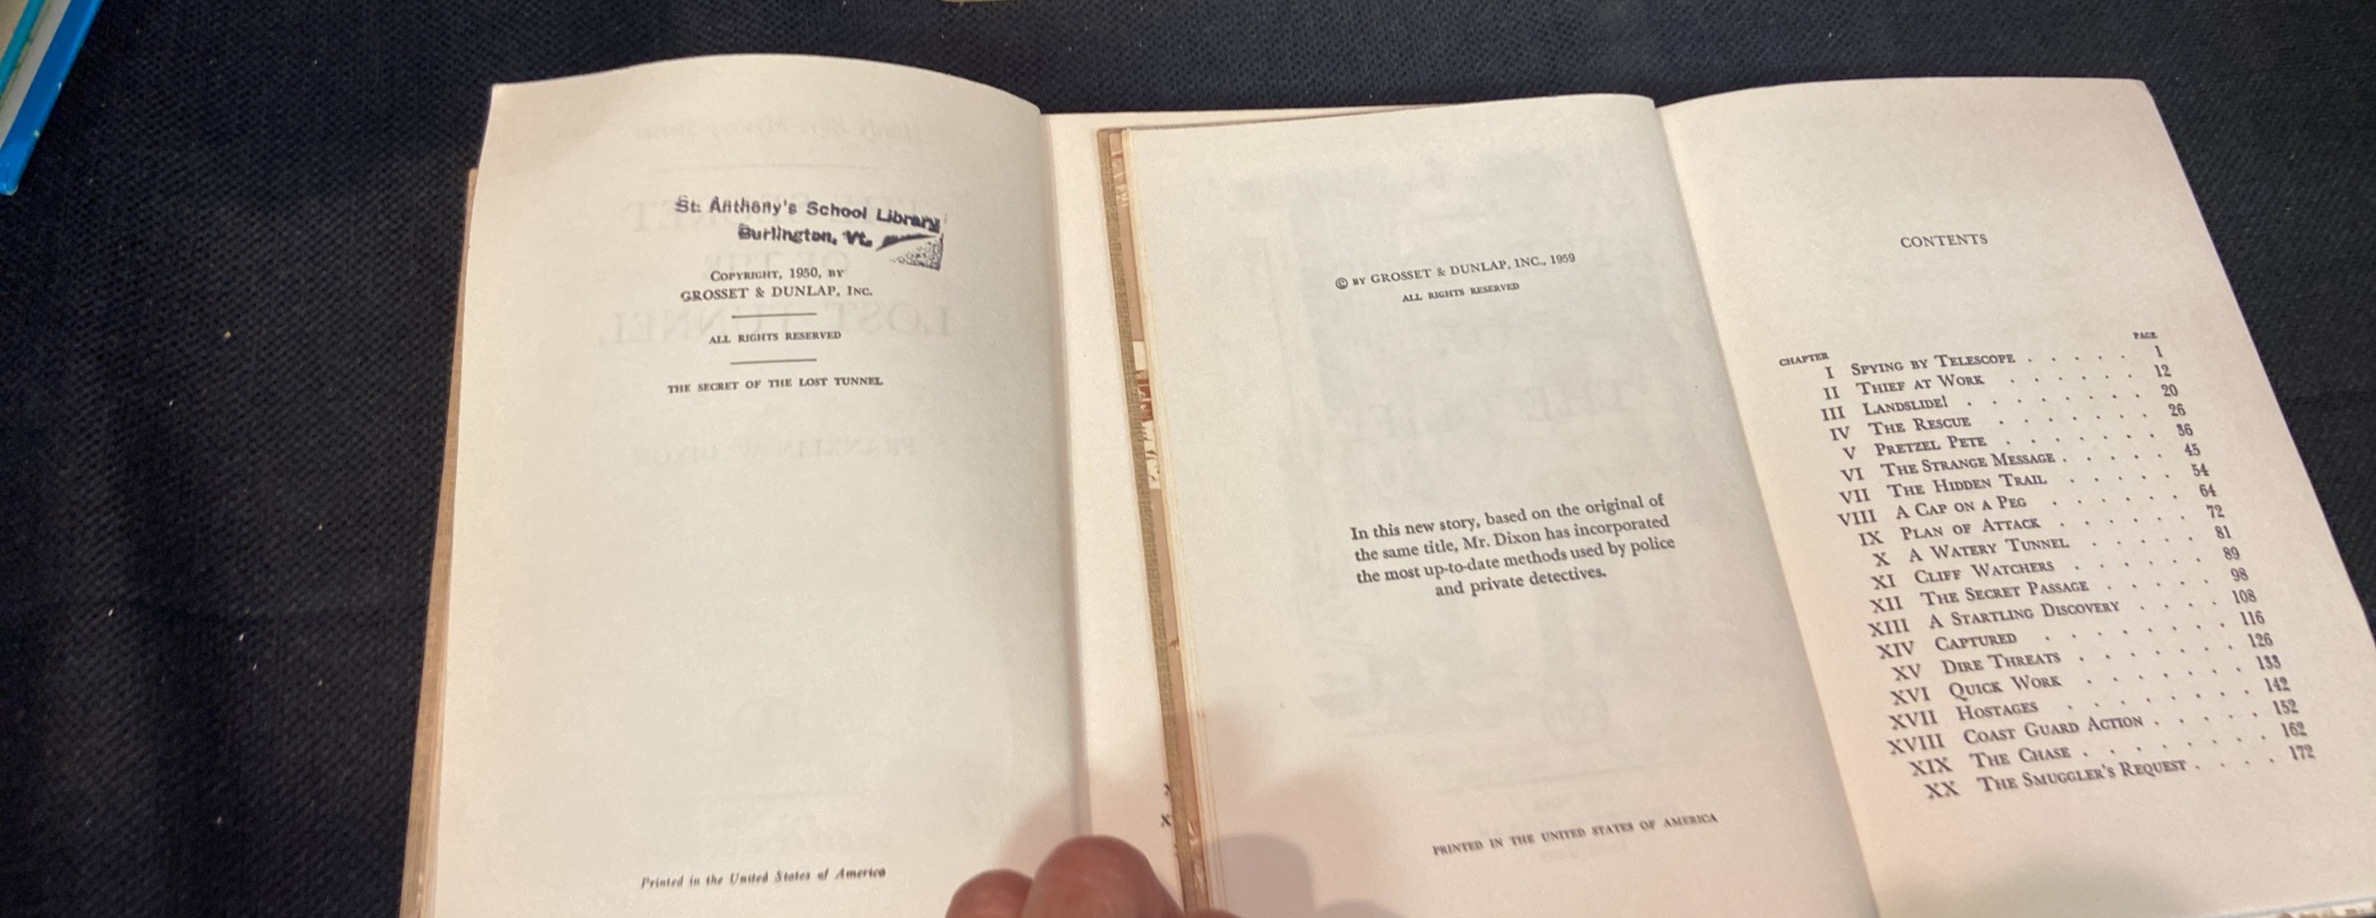 St. Anthony's School Library
Burlington, Vt.
COPYRIGHT, 1950, BY
GROSSET & DUNLAP, INC.
ALL RIGHTS RESERVED
THE SECRET OF THE LOST TUNNEL
Printed in the United States of America
X
© BY GROSSET & DUNLAP, INC., 1959
ALL RIGHTS RESERVED
In this new story, based on the original of
the same title, Mr. Dixon has incorporated
the most up-to-date methods used by police
and private detectives.
PRINTED IN THE UNITED STATES OF AMERICA
CONTENTS
CHAPTER PAGE
I SPYING BY TELESCOPE . . . . . 1
II THIEF AT WORK . . . . . . 12
III LANDSLIDE! . . . . . . . . 20
IV THE RESCUE . . . . . . . 26
V PRETZEL PETE . . . . . . . 36
VI THE STRANGE MESSAGE . . . . . 45
VII THE HIDDEN TRAIL . . . . . 54
VIII A CAP ON A PEG . . . . . . 64
IX PLAN OF ATTACK . . . . . . 72
X A WATERY TUNNEL . . . . . 81
XI CLIFF WATCHERS . . . . . . 89
XII THE SECRET PASSAGE . . . . . 98
XIII A STARTLING DISCOVERY . . . . 108
XIV CAPTURED . . . . . . . . 116
XV DIRE THREATS . . . . . . . 126
XVI QUICK WORK . . . . . . . 133
XVII HOSTAGES . . . . . . . . 142
XVIII COAST GUARD ACTION . . . . . 152
XIX THE CHASE . . . . . . . . 162
XX THE SMUGGLER'S REQUEST . . . . 172